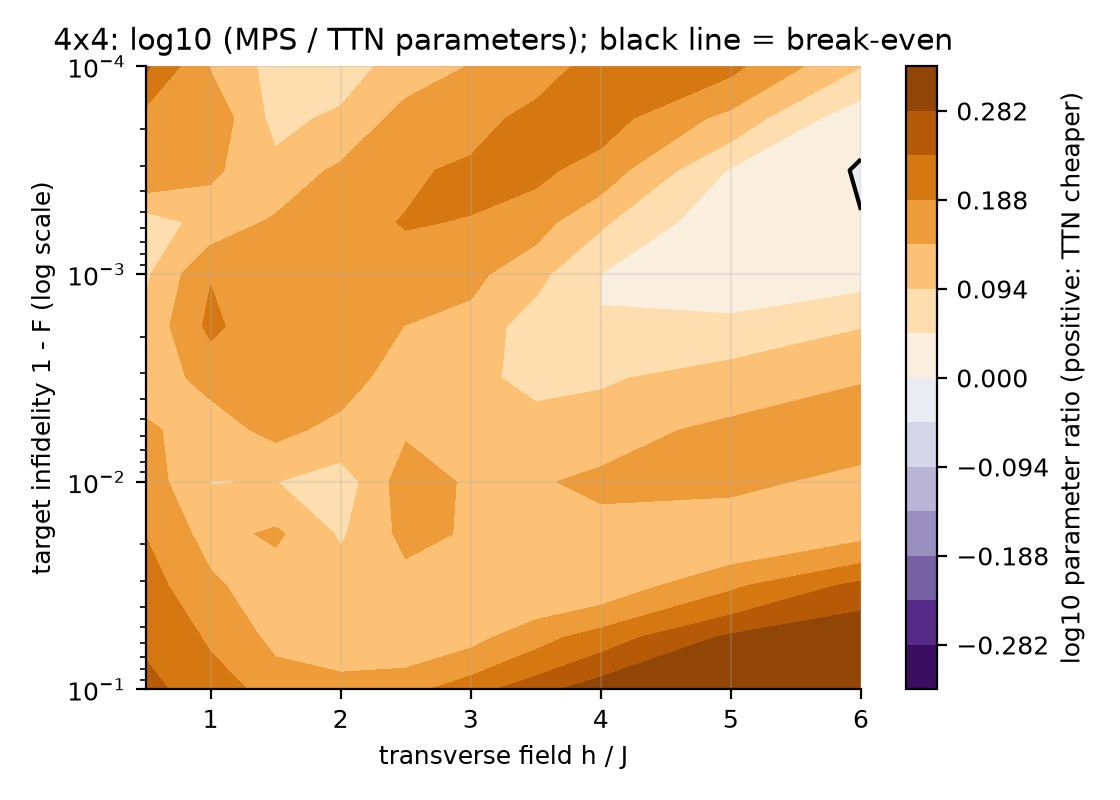 4x4: log10 (MPS / TTN parameters); black line = break-even
target infidelity 1 - F (log scale)
10⁻⁴
10⁻³
10⁻²
10⁻¹
1 2 3 4 5 6
transverse field h / J
0.282
0.188
0.094
0.000
−0.094
−0.188
−0.282
log10 parameter ratio (positive: TTN cheaper)